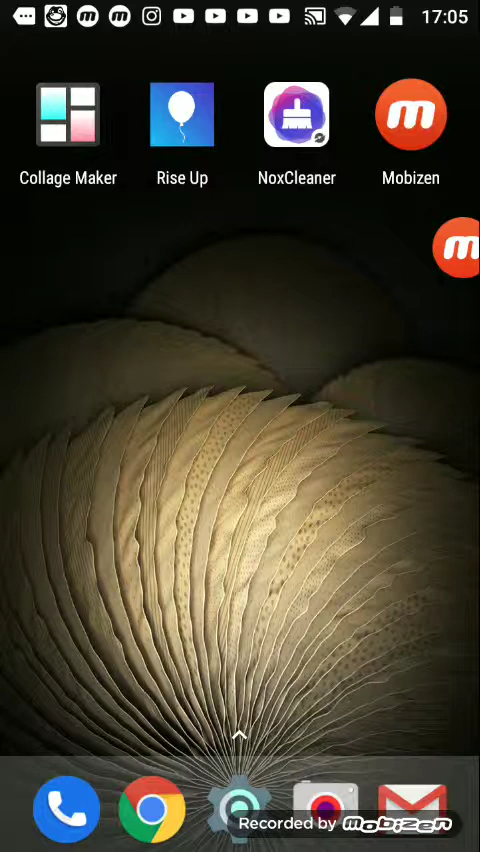 17:05
Collage Maker
Rise Up
NoxCleaner
Mobizen
Recorded by mobizen